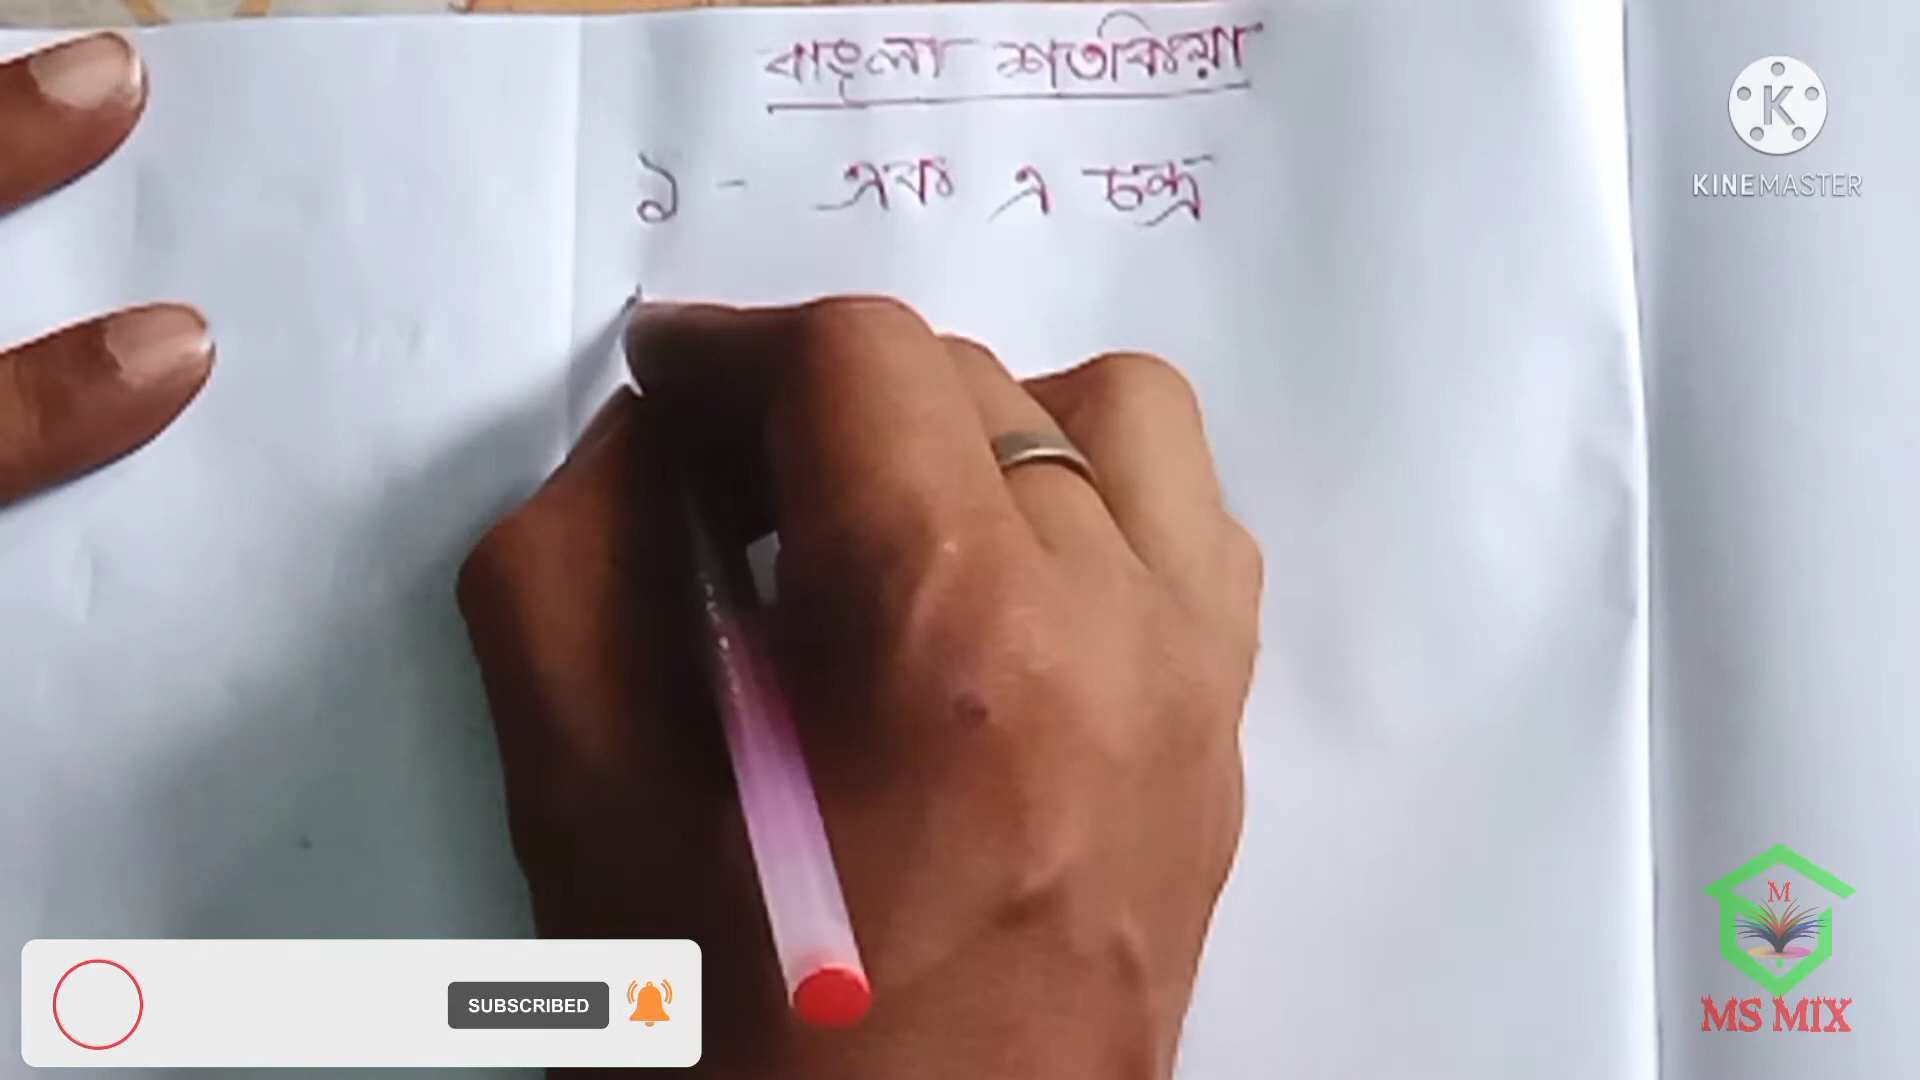 বাংলা শতকিয়া
১ - এক এ চন্দ্র
KINEMASTER
SUBSCRIBED
M
MS MIX